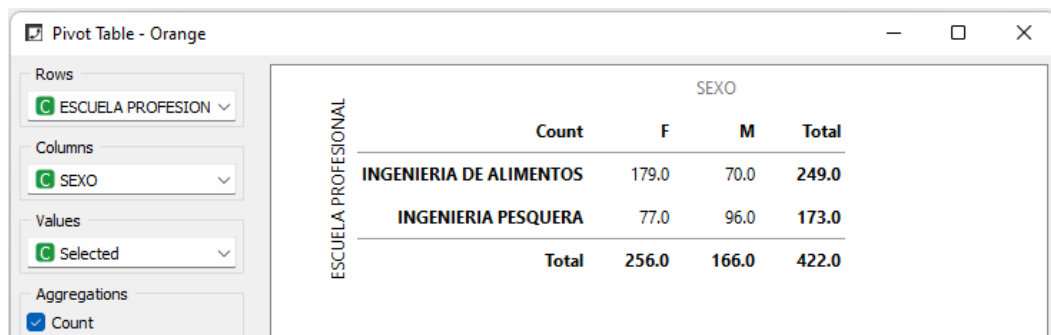 Pivot Table - Orange
Rows
C ESCUELA PROFESION
Columns
C SEXO
Values
C Selected
Aggregations
Count
SEXO
ESCUELA PROFESIONAL
Count F M Total
INGENIERIA DE ALIMENTOS 179.0 70.0 249.0
INGENIERIA PESQUERA 77.0 96.0 173.0
Total 256.0 166.0 422.0